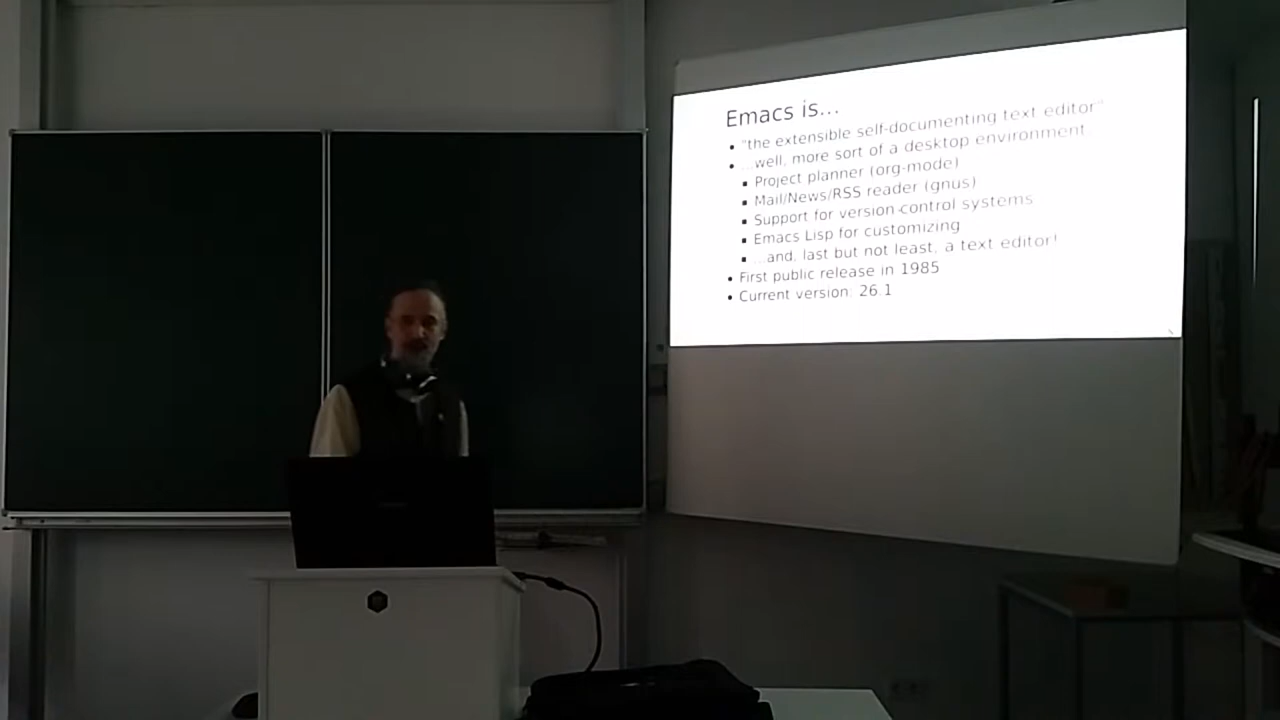 Emacs is...
• "the extensible self-documenting text editor"
• ...well, more sort of a desktop environment
▪ Project planner (org-mode)
▪ Mail/News/RSS reader (gnus)
▪ Support for version-control systems
▪ Emacs Lisp for customizing
▪ ...and, last but not least, a text editor!
• First public release in 1985
• Current version: 26.1